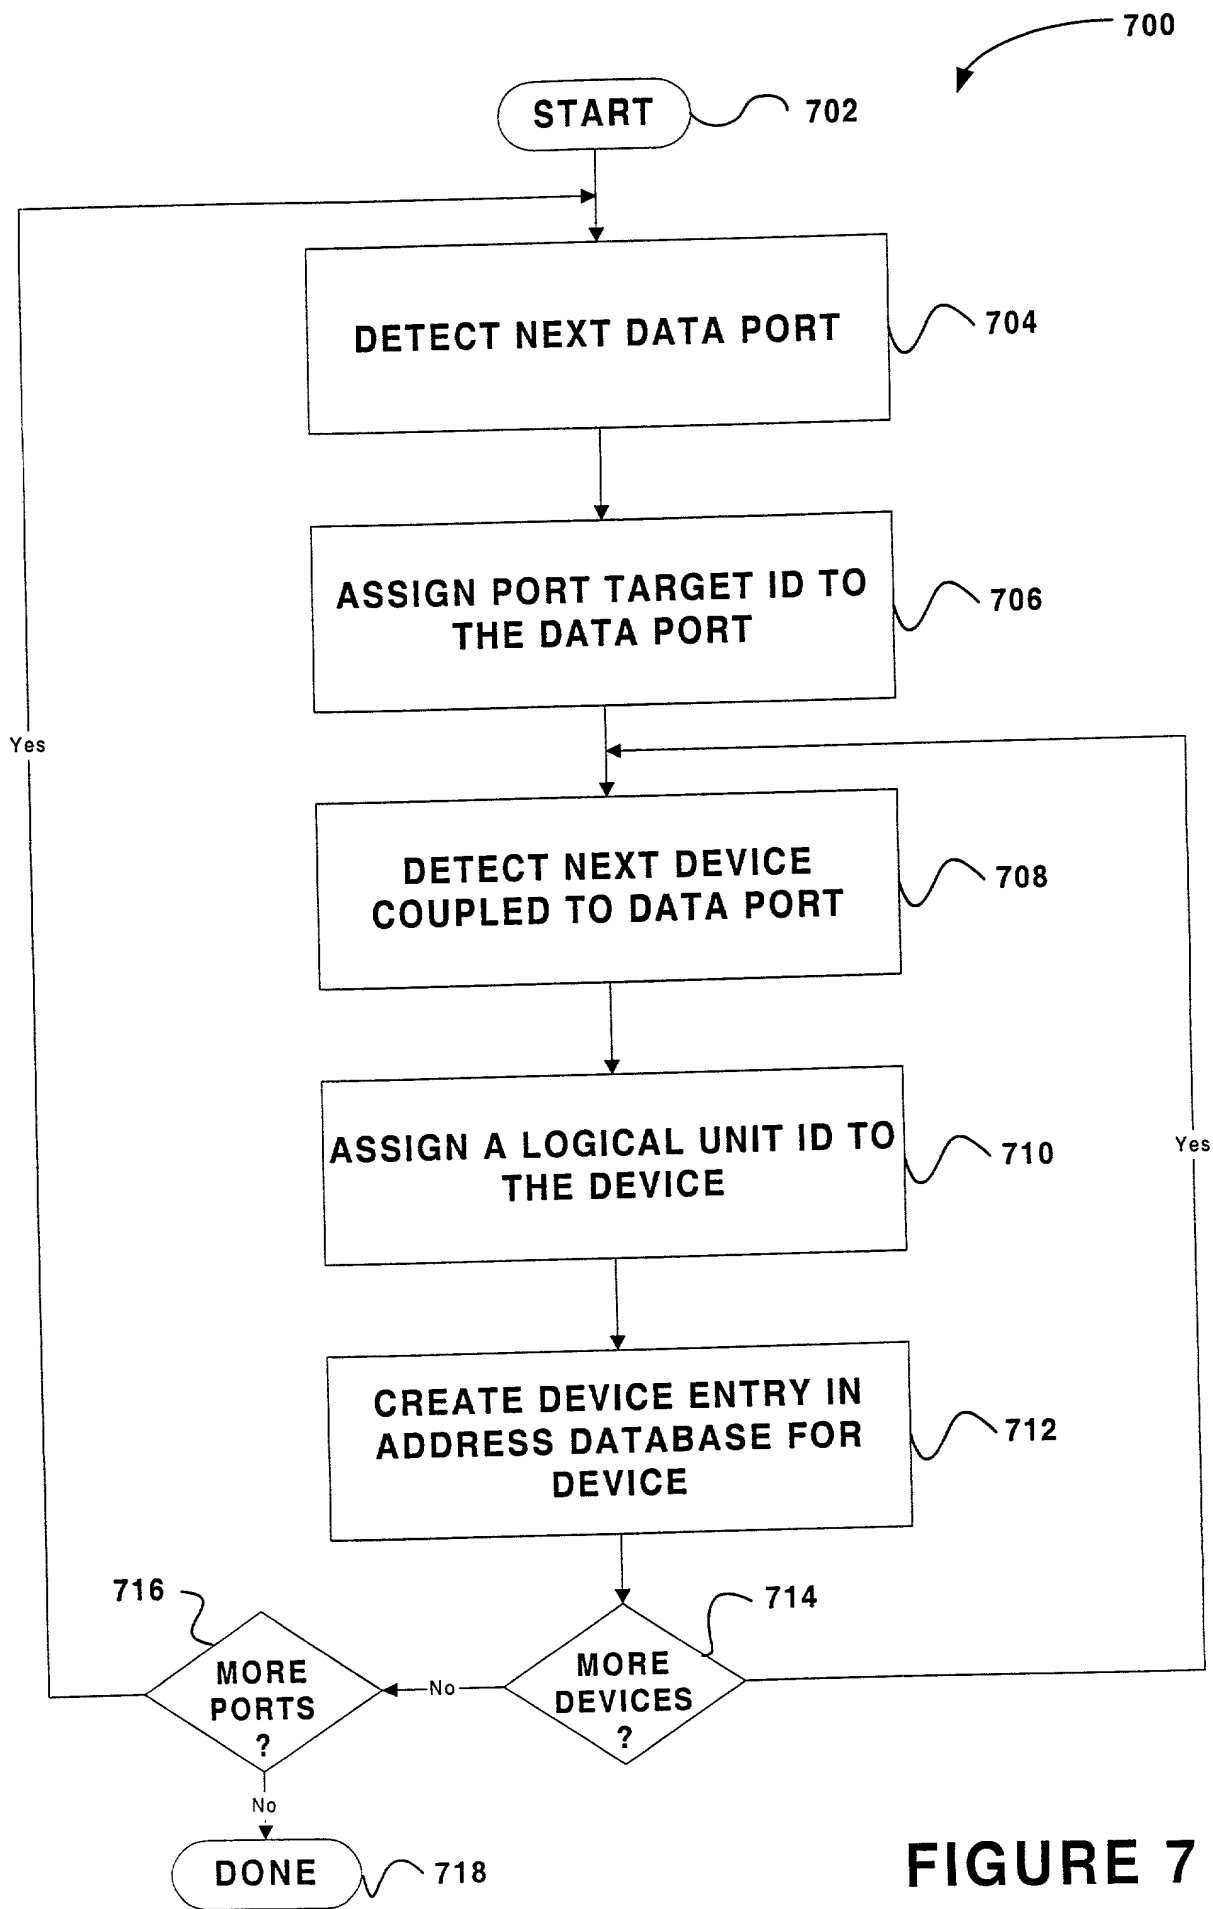 700
START
702
DETECT NEXT DATA PORT
704
ASSIGN PORT TARGET ID TO
THE DATA PORT
706
Yes
DETECT NEXT DEVICE
COUPLED TO DATA PORT
708
ASSIGN A LOGICAL UNIT ID TO
THE DEVICE
710
Yes
CREATE DEVICE ENTRY IN
ADDRESS DATABASE FOR
DEVICE
712
716
714
MORE
PORTS
?
No
MORE
DEVICES
?
No
DONE
718
FIGURE 7